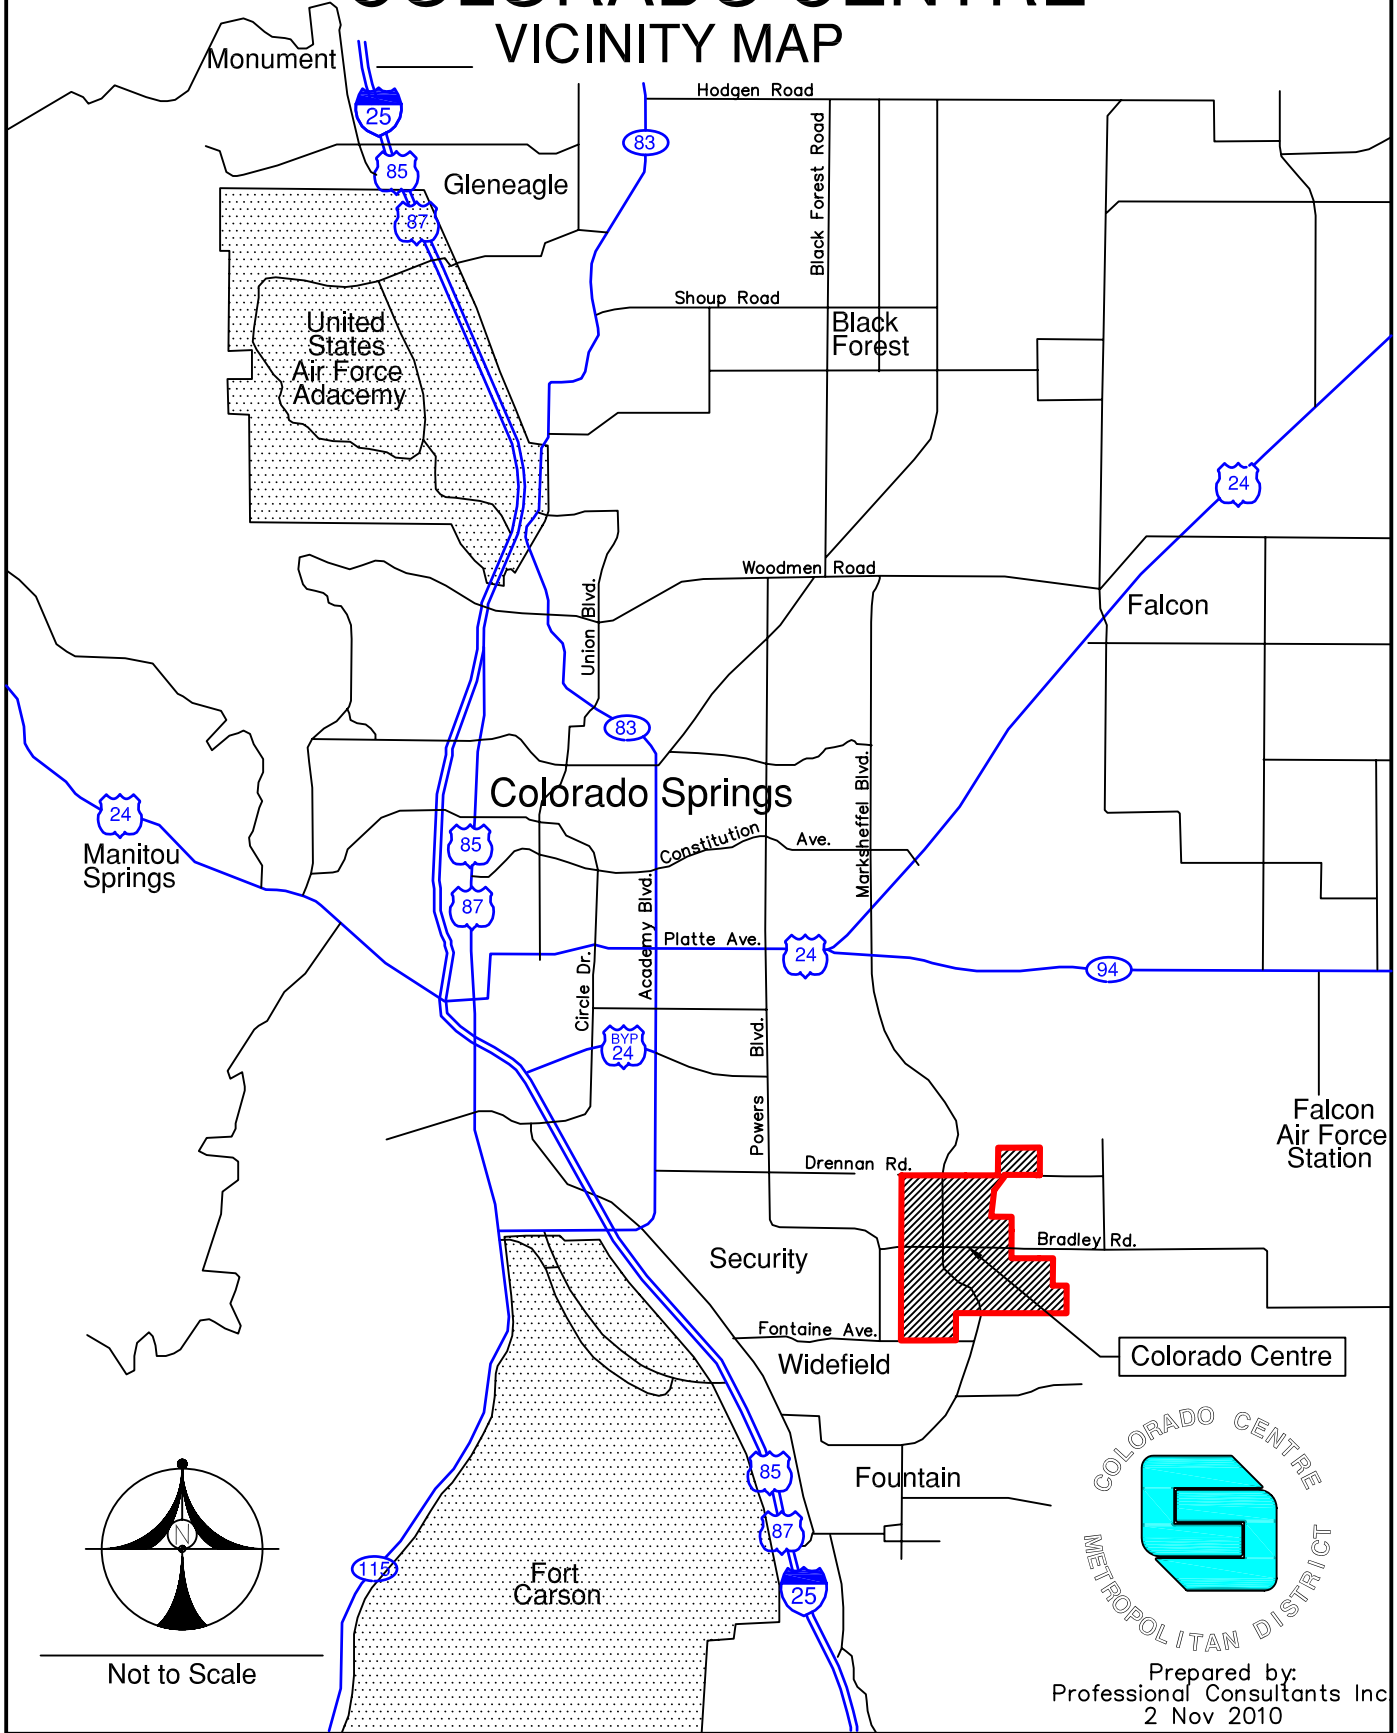 COLORADO CENTRE
VICINITY MAP
Monument
25
85
87
Gleneagle
83
Hodgen Road
Black Forest Road
United
States
Air Force
Adacemy
Shoup Road
Black
Forest
24
Woodmen Road
Union Blvd.
Falcon
83
Colorado Springs
24
Manitou
Springs
85
87
Constitution Ave.
Marksheffel Blvd.
Academy Blvd.
Platte Ave.
24
94
Circle Dr.
BYP
24
Powers Blvd.
Falcon
Air Force
Station
Drennan Rd.
Security
Bradley Rd.
Fontaine Ave.
Widefield
Colorado Centre
85
87
25
Fountain
115
Fort
Carson
N
Not to Scale
COLORADO CENTRE
METROPOLITAN DISTRICT
Prepared by:
Professional Consultants Inc
2 Nov 2010